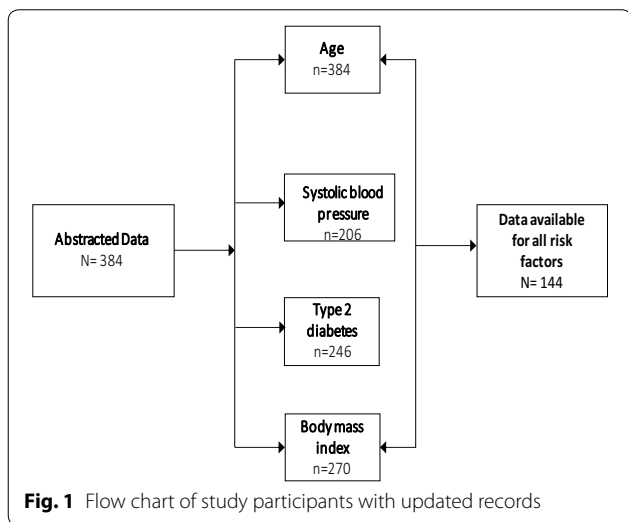 Age
n=384
Systolic blood
pressure
n=206
Abstracted Data
N= 384
Data available
for all risk
factors
N= 144
Type 2
diabetes
n=246
Body mass
index
n=270
Fig. 1 Flow chart of study participants with updated records